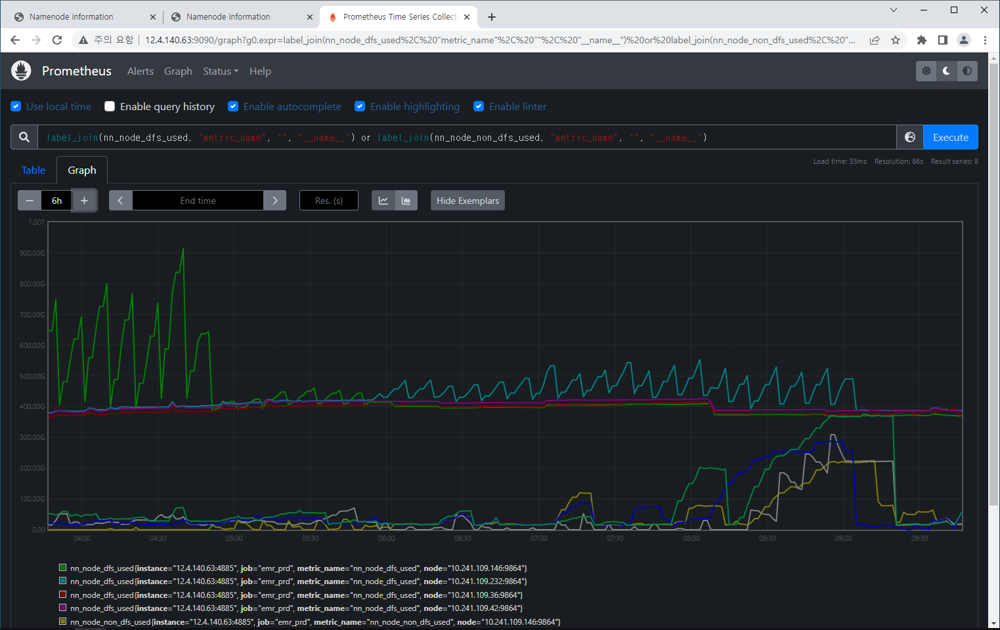 Namenode information
Namenode information
Prometheus Time Series Collect
주의 요함 | 12.4.140.63:9090/graph?g0.expr=label_join(nn_node_dfs_used%2C%20"metric_name"%2C%20""%2C%20"__name__")%20or%20label_join(nn_node_non_dfs_used%2C%20"...
Prometheus Alerts Graph Status Help
Use local time Enable query history Enable autocomplete Enable highlighting Enable linter
label_join(nn_node_dfs_used, "metric_name", "", "__name__") or label_join(nn_node_non_dfs_used, "metric_name", "", "__name__")
Execute
Load time: 33ms Resolution: 86s Result series: 8
Table Graph
6h End time Res. (s) Hide Exemplars
1.00T
900.00G
800.00G
700.00G
600.00G
500.00G
400.00G
300.00G
200.00G
100.00G
0.00
04:00 04:30 05:00 05:30 06:00 06:30 07:00 07:30 08:00 08:30 09:00 09:30
nn_node_dfs_used{instance="12.4.140.63:4885", job="emr_prd", metric_name="nn_node_dfs_used", node="10.241.109.146:9864"}
nn_node_dfs_used{instance="12.4.140.63:4885", job="emr_prd", metric_name="nn_node_dfs_used", node="10.241.109.232:9864"}
nn_node_dfs_used{instance="12.4.140.63:4885", job="emr_prd", metric_name="nn_node_dfs_used", node="10.241.109.36:9864"}
nn_node_dfs_used{instance="12.4.140.63:4885", job="emr_prd", metric_name="nn_node_dfs_used", node="10.241.109.42:9864"}
nn_node_non_dfs_used{instance="12.4.140.63:4885", job="emr_prd", metric_name="nn_node_non_dfs_used", node="10.241.109.146:9864"}